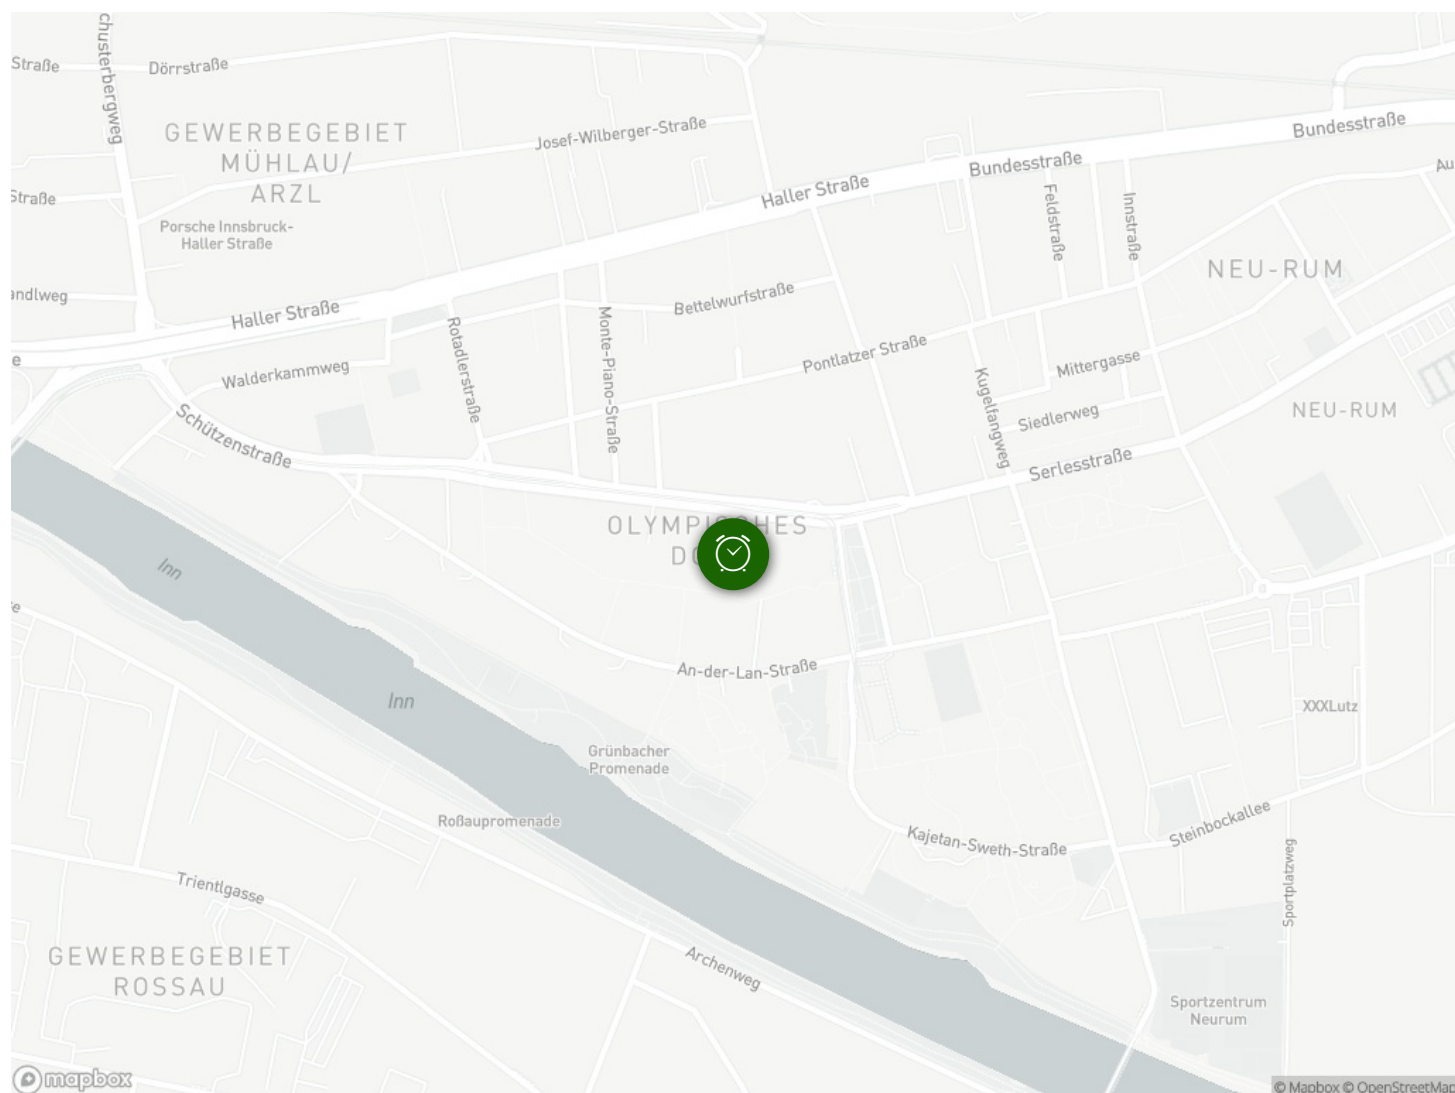 chusterbergweg
Straße
Dörrstraße
GEWERBEGEBIET
MÜHLAU/
ARZL
Josef-Wilberger-Straße
Bundesstraße
Bundesstraße
Haller Straße
Au
Straße
Porsche Innsbruck-
Haller Straße
Feldstraße
Innstraße
NEU-RUM
andlweg
Haller Straße
Bettelwurfstraße
Rotadlerstraße
Monte-Piano-Straße
Pontlatzer Straße
Walderkammweg
Mittergasse
Kugelfangweg
Siedlerweg
NEU-RUM
Schützenstraße
Serlesstraße
OLYMPISCHES
DO
Inn
An-der-Lan-Straße
Inn
XXXLutz
Grünbacher
Promenade
Roßaupromenade
Kajetan-Sweth-Straße
Steinbockallee
Trientlgasse
Sportplatzweg
GEWERBEGEBIET
ROSSAU
Archenweg
Sportzentrum
Neurum
mapbox
© Mapbox © OpenStreetMap